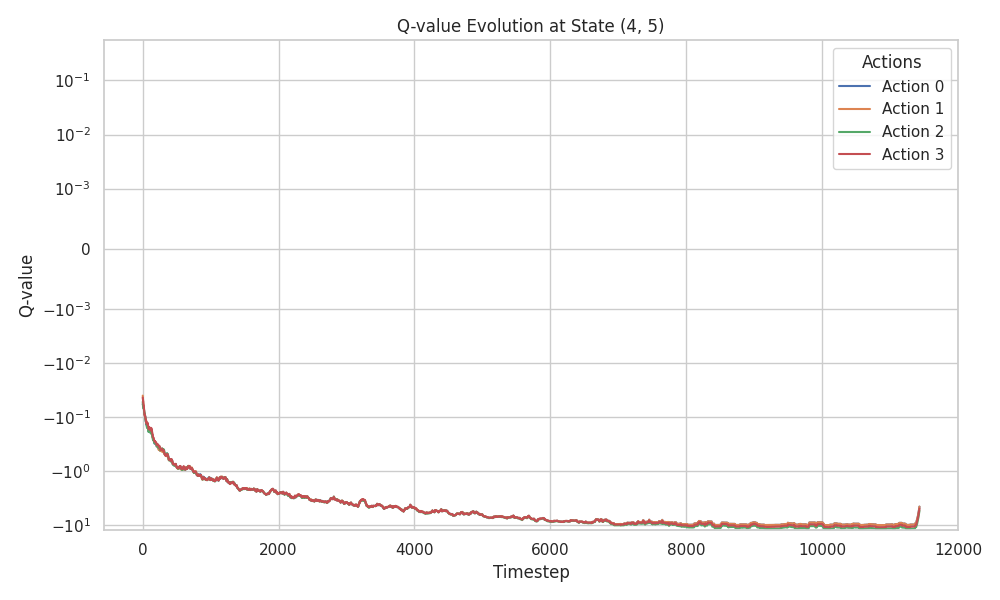 Q-value Evolution at State (4, 5)
Q-value
10⁻¹
10⁻²
10⁻³
0
−10⁻³
−10⁻²
−10⁻¹
−10⁰
−10¹
Actions
Action 0
Action 1
Action 2
Action 3
0 2000 4000 6000 8000 10000 12000
Timestep